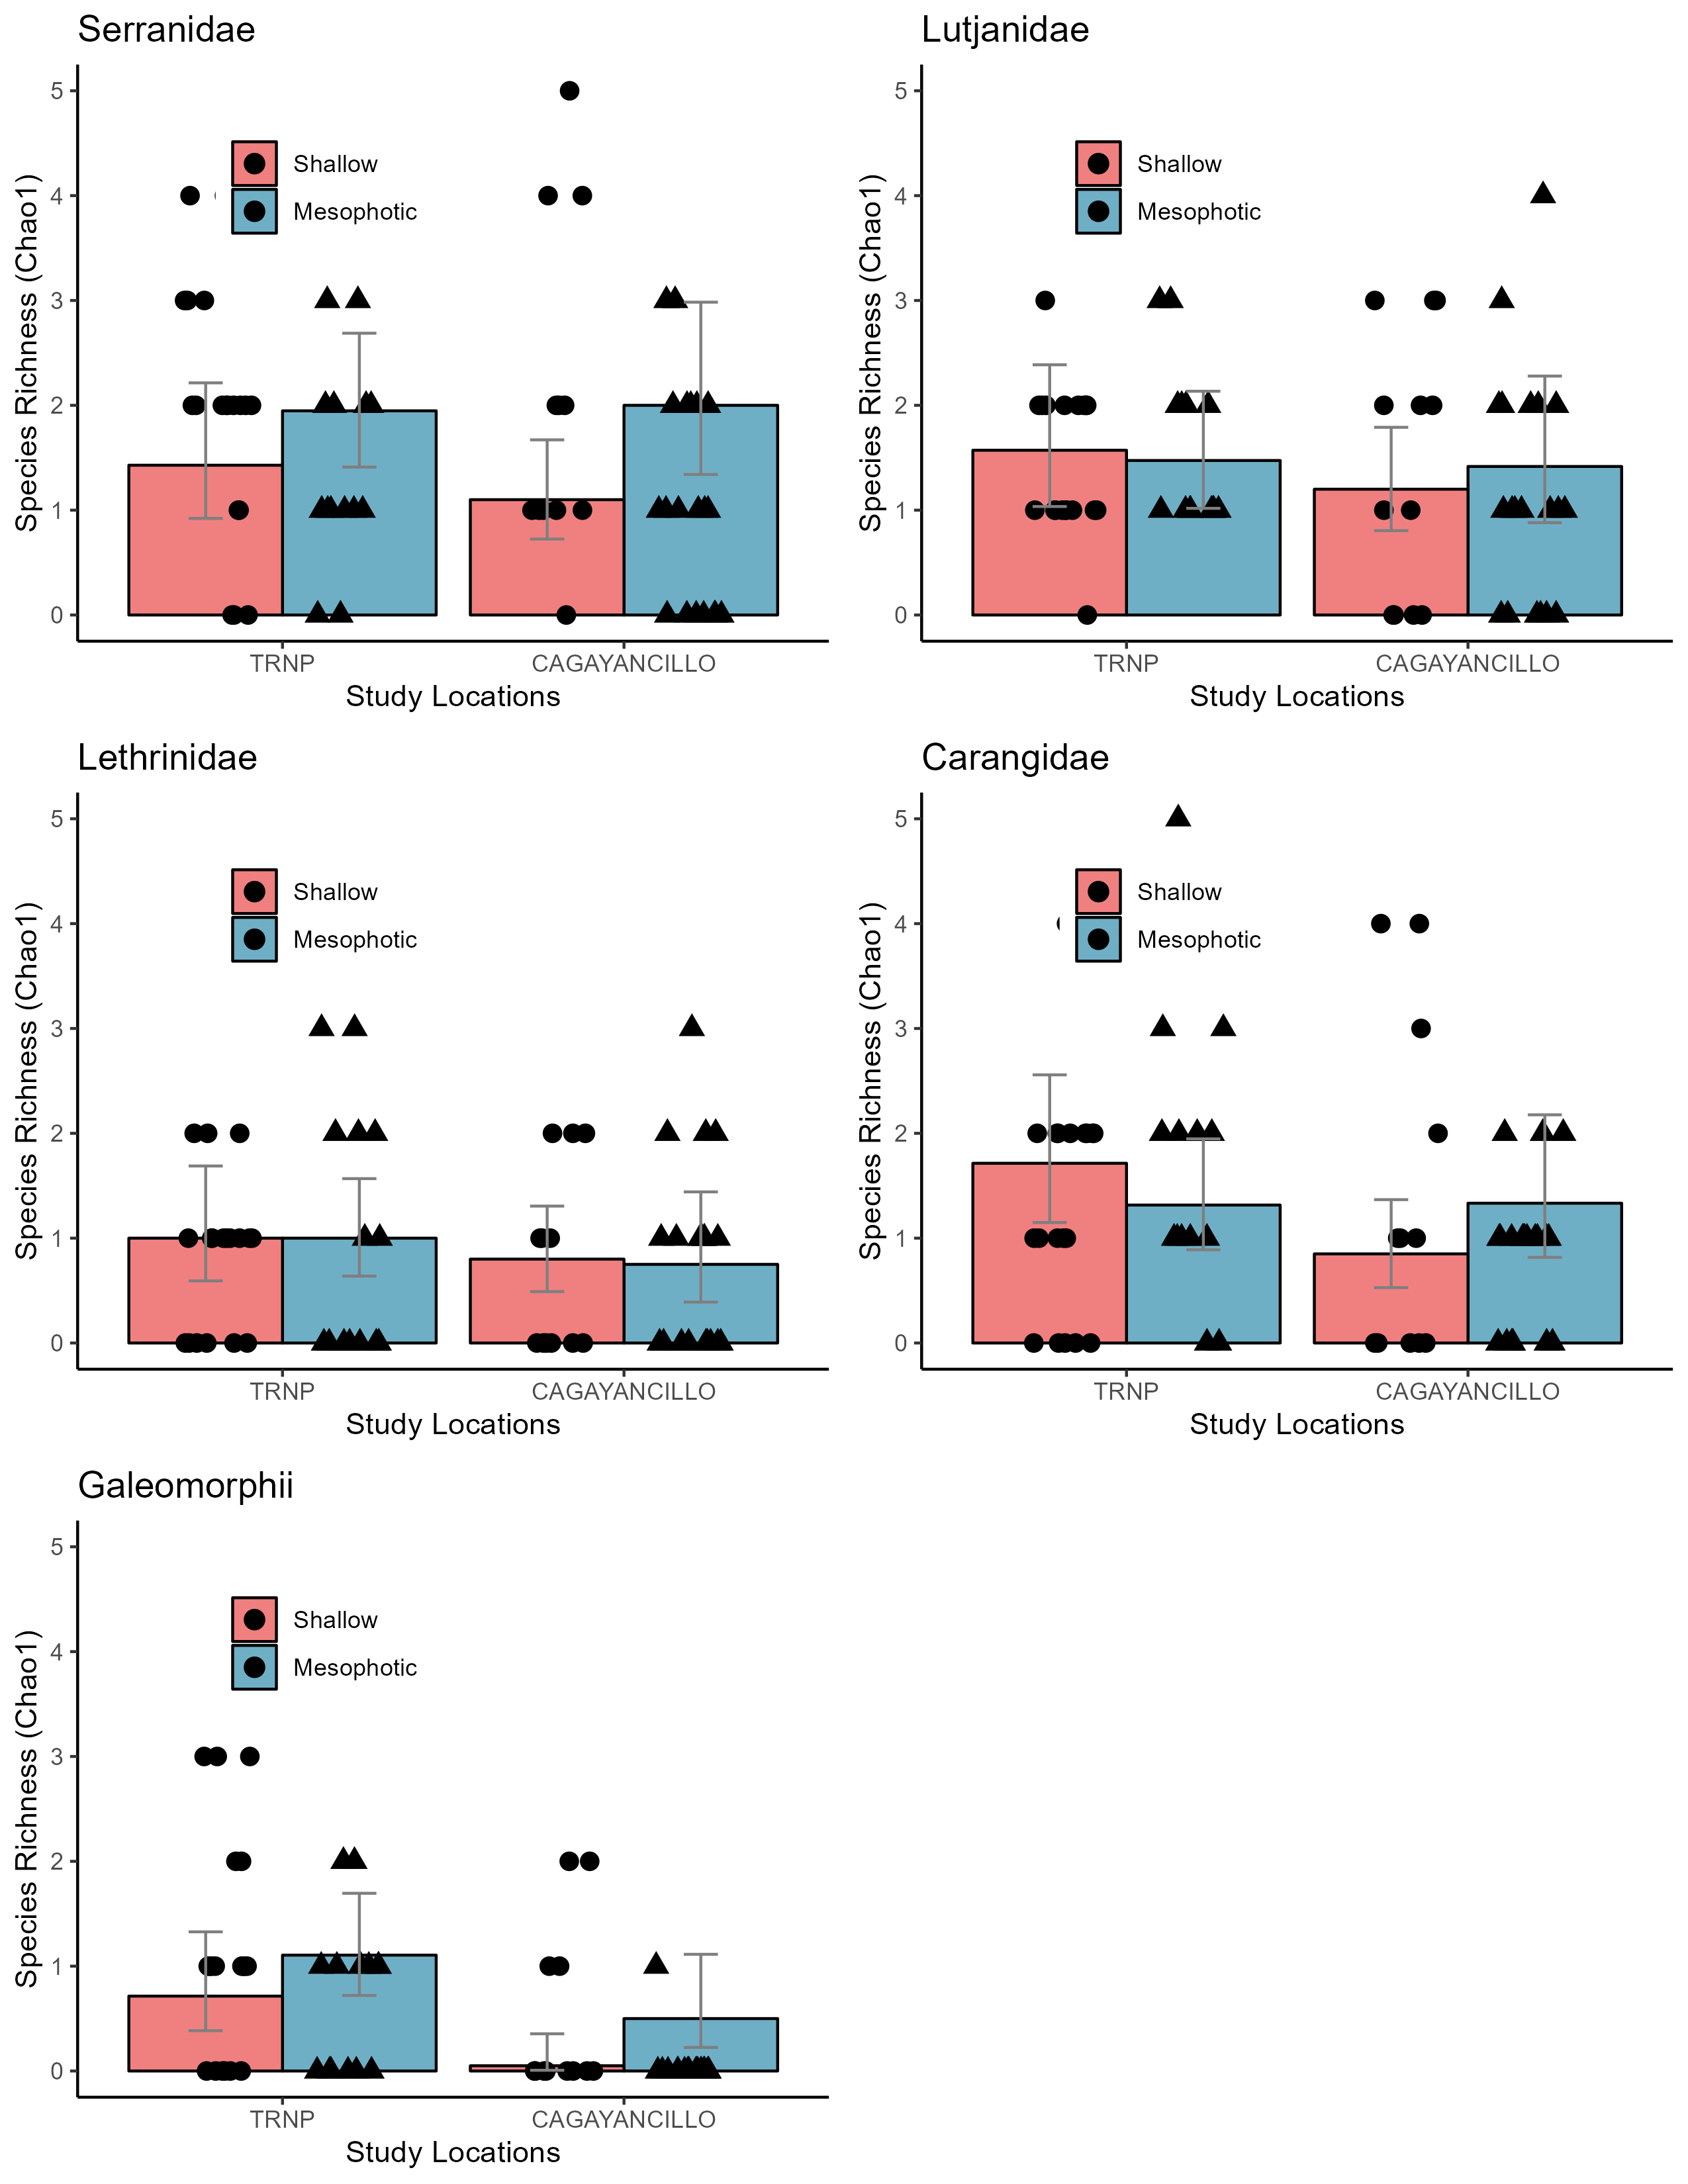 Serranidae
Species Richness (Chao1)
5
4
3
2
1
0
Shallow
Mesophotic
TRNP
CAGAYANCILLO
Study Locations
Lutjanidae
Species Richness (Chao1)
5
4
3
2
1
0
Shallow
Mesophotic
TRNP
CAGAYANCILLO
Study Locations
Lethrinidae
Species Richness (Chao1)
5
4
3
2
1
0
Shallow
Mesophotic
TRNP
CAGAYANCILLO
Study Locations
Carangidae
Species Richness (Chao1)
5
4
3
2
1
0
Shallow
Mesophotic
TRNP
CAGAYANCILLO
Study Locations
Galeomorphii
Species Richness (Chao1)
5
4
3
2
1
0
Shallow
Mesophotic
TRNP
CAGAYANCILLO
Study Locations